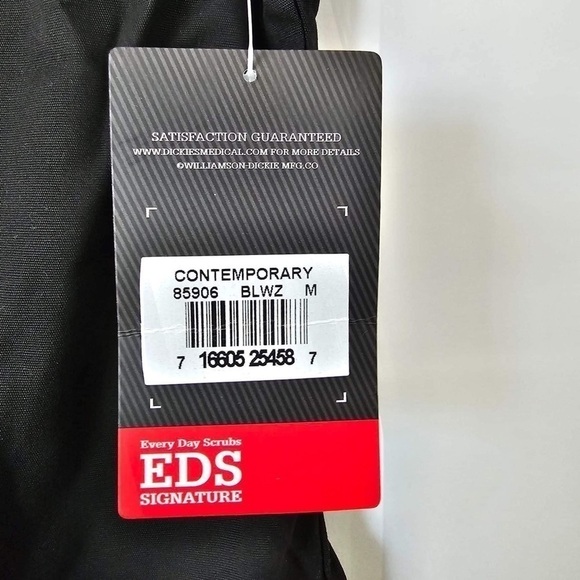 SATISFACTION GUARANTEED
WWW.DICKIESMEDICAL.COM FOR MORE DETAILS
©WILLIAMSON-DICKIE MFG.CO
CONTEMPORARY
85906 BLWZ M
7 16605 25458 7
Every Day Scrubs
EDS
SIGNATURE